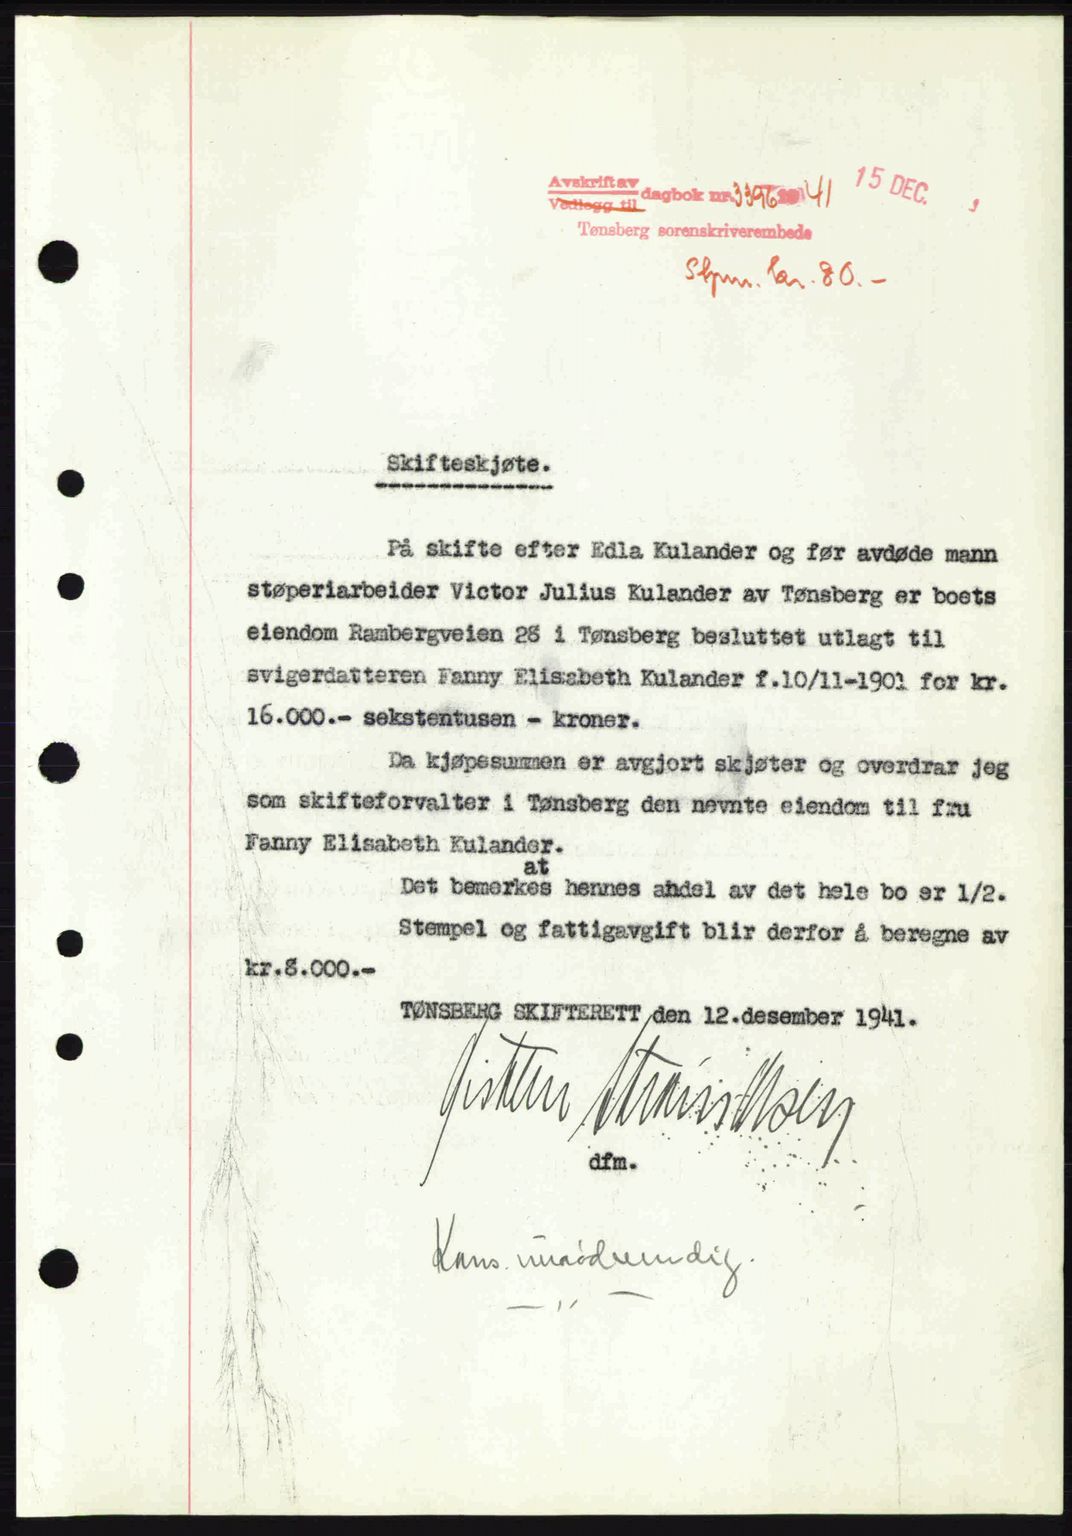 Avskrift av
Vedlegg til
dagbok nr. 3396 19 41
15 DEC.
Tønsberg sorenskriverembede
Stpm. kr. 80.-
Skifteskjøte.
På skifte efter Edla Kulander og før avdøde mann
støperiarbeider Victor Julius Kulander av Tønsberg er boets
eiendom Rambergveien 28 i Tønsberg besluttet utlagt til
svigerdatteren Fanny Elisabeth Kulander f.10/11-1901 for kr.
16.000.- sekstentusen - kroner.
Da kjøpesummen er avgjort skjøter og overdrar jeg
som skifteforvalter i Tønsberg den nevnte eiendom til fru
Fanny Elisabeth Kulander.
at
Det bemerkes hennes andel av det hele bo er 1/2.
Stempel og fattigavgift blir derfor å beregne av
kr.8.000.-
TØNSBERG SKIFTERETT den 12.desember 1941.
dfm.
Kons. unødvendig.